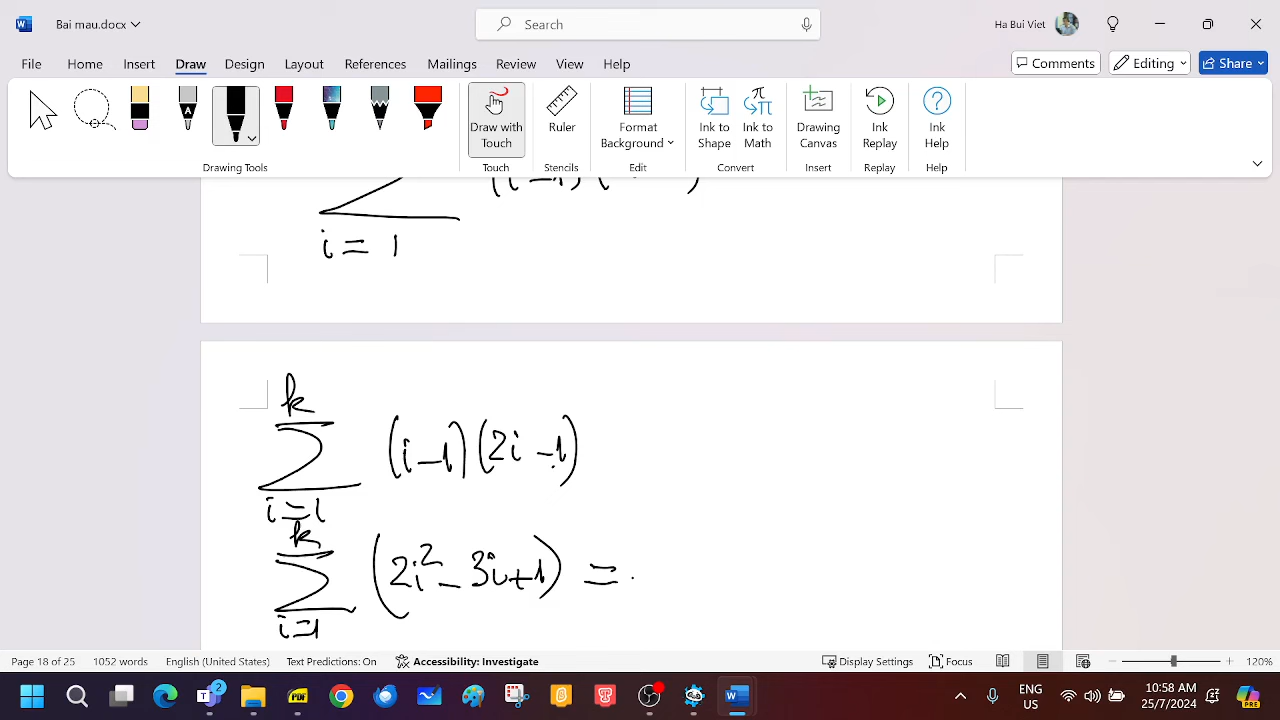 Bai mau.docx
Search
Ha Bui Viet
File Home Insert Draw Design Layout References Mailings Review View Help
Comments Editing Share
Draw with Touch
Ruler
Format Background
Ink to Shape
Ink to Math
Drawing Canvas
Ink Replay
Ink Help
Drawing Tools Touch Stencils Edit Convert Insert Replay Help
i = 1
k
∑ (i-1)(2i-1)
i=1
k
∑ (2i²-3i+1) =
i=1
Page 18 of 25 1052 words English (United States) Text Prediction: On Accessibility: Investigate Display Settings Focus 120%
2 PDF ENG US 10:58 AM 25/7/2024 PRE